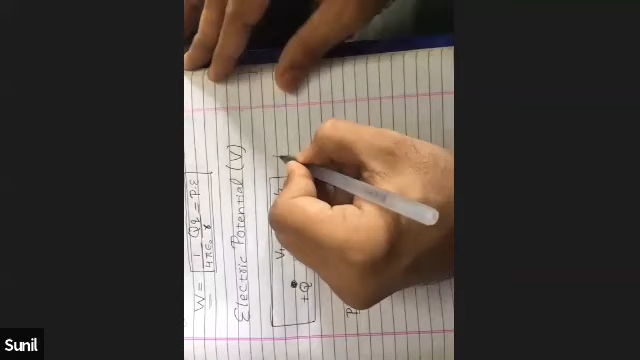 W = 1/4πε₀ Qq/r = P.E
Electric Potential (V)
V
+Q
Sunil